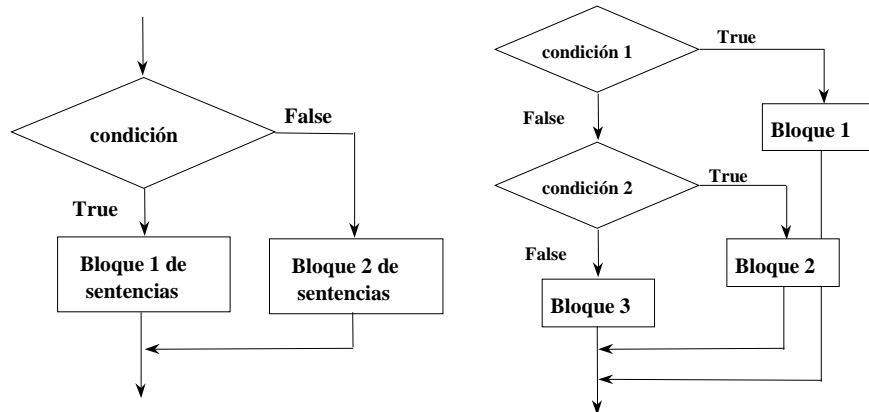 condición
False
True
Bloque 1 de
sentencias
Bloque 2 de
sentencias
condición 1
True
False
Bloque 1
condición 2
True
False
Bloque 2
Bloque 3